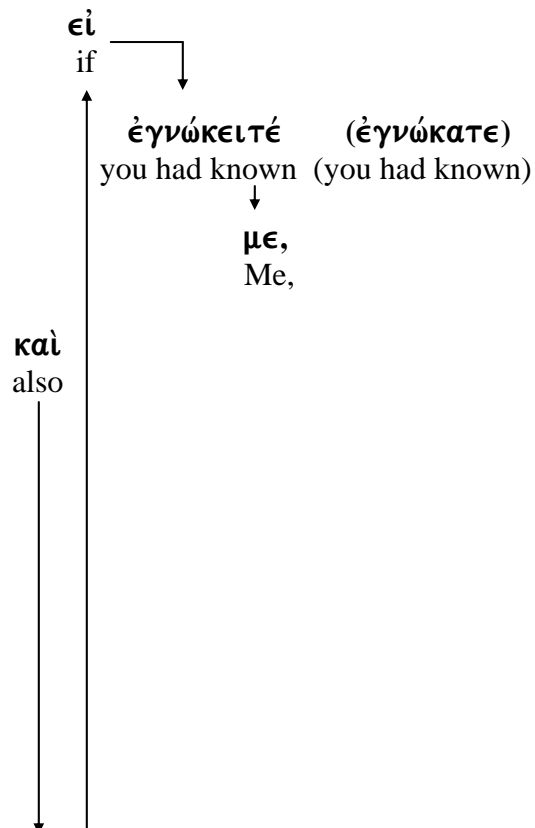 εἰ
if
ἐγνώκειτέ (ἐγνώκατε)
you had known (you had known)
με,
Me,
καὶ
also